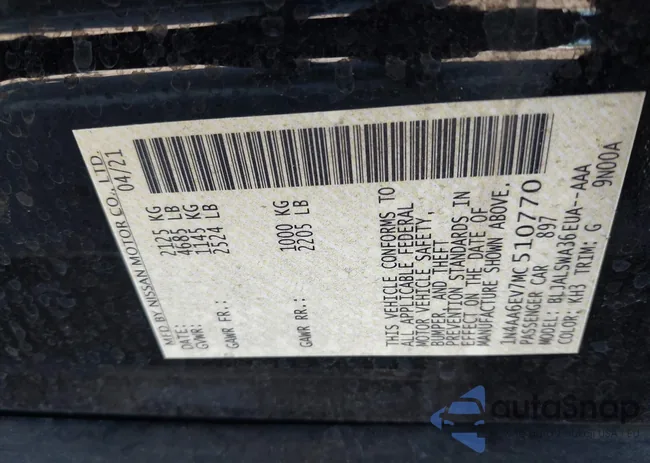 MFD BY NISSAN MOTOR CO., LTD.
DATE: 04/21
GVWR: 2125 KG
4685 LB
GAWR FR.: 1145 KG
2524 LB
GAWR RR.: 1000 KG
2205 LB
THIS VEHICLE CONFORMS TO
ALL APPLICABLE FEDERAL
MOTOR VEHICLE SAFETY,
BUMPER, AND THEFT
PREVENTION STANDARDS IN
EFFECT ON THE DATE OF
MANUFACTURE SHOWN ABOVE.
1N4AA6EV7MC510770
PASSENGER CAR 897
MODEL: BLJALSWA36EUA--AAA
COLOR: KH3 TRIM: G 9N00A
autoSnap